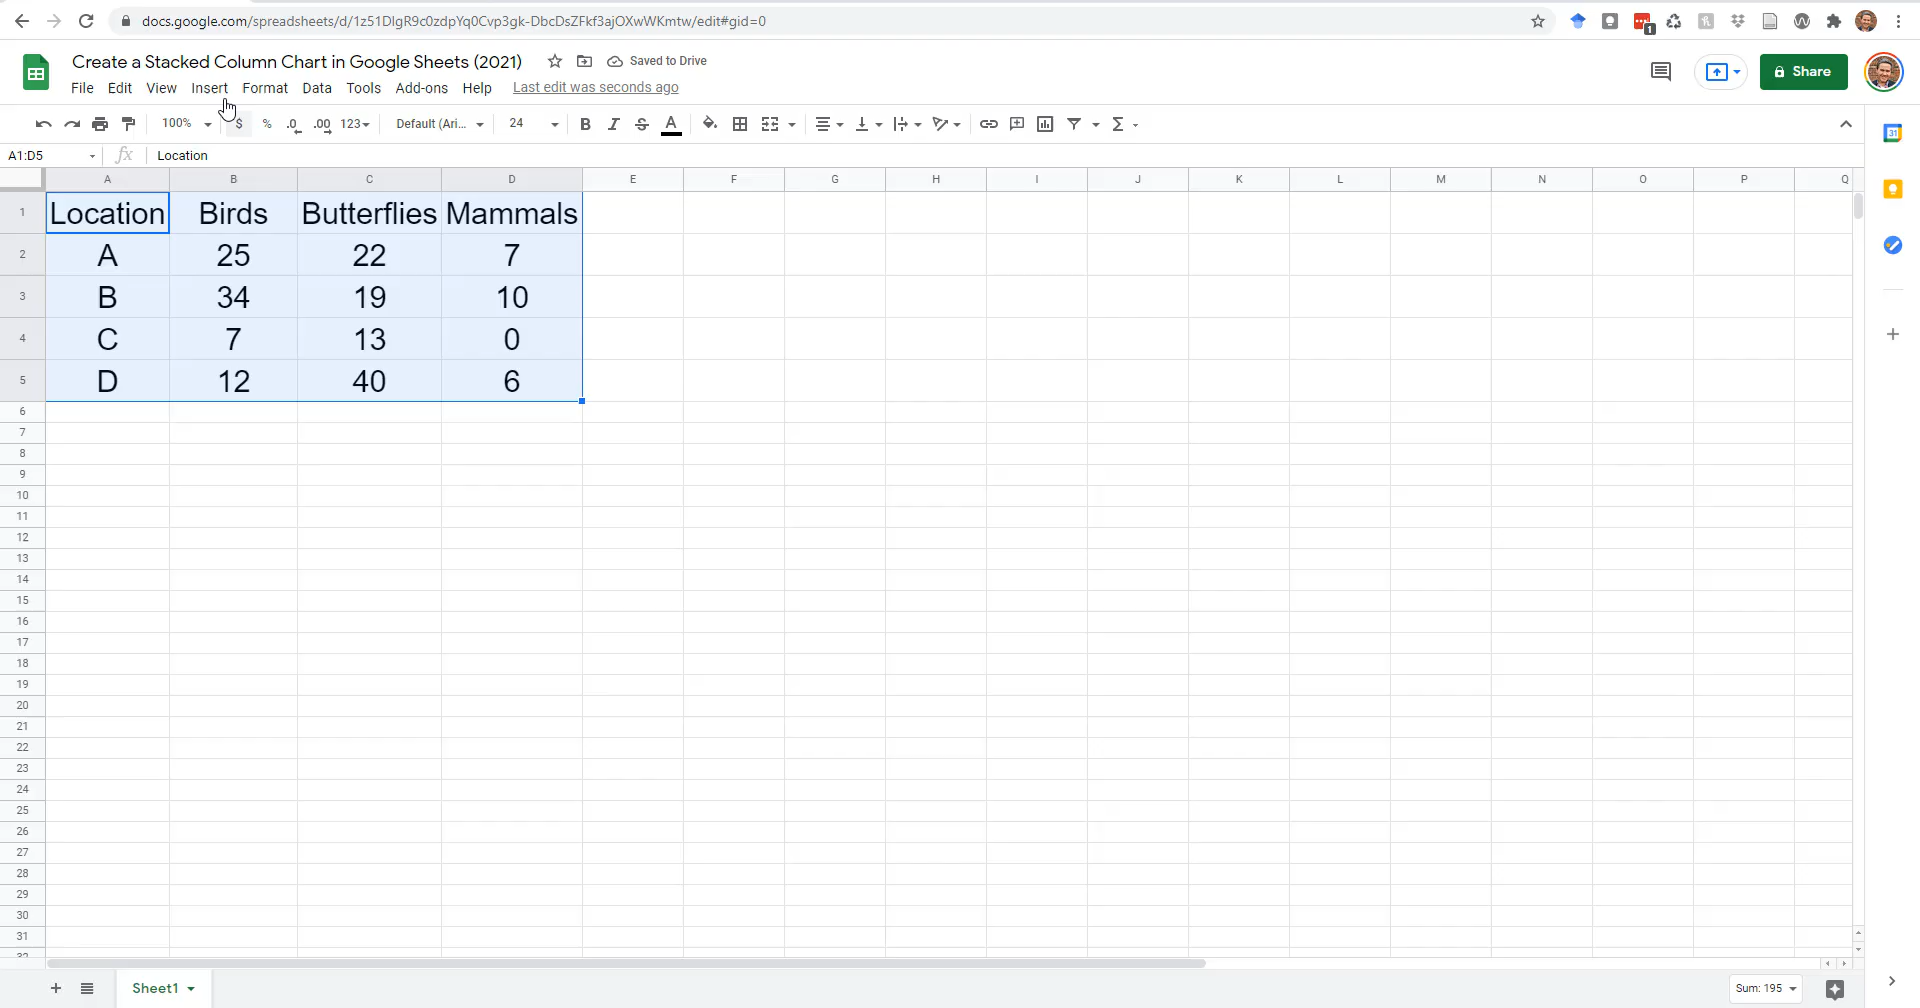 docs.google.com/spreadsheets/d/1z51DIgR9c0zdpYq0Cvp3gk-DbcDsZFkf3ajOXwWKmtw/edit#gid=0
Create a Stacked Column Chart in Google Sheets (2021) Saved to Drive
File Edit View Insert Format Data Tools Add-ons Help Last edit was seconds ago
Share
100% $ % .0 .00 123 Default (Ari... 24 B I S A Σ
A1:D5 fx Location
A B C D E F G H I J K L M N O P Q
1 Location Birds Butterflies Mammals
2 A 25 22 7
3 B 34 19 10
4 C 7 13 0
5 D 12 40 6
6
7
8
9
10
11
12
13
14
15
16
17
18
19
20
21
22
23
24
25
26
27
28
29
30
31
32
Sheet1 Sum: 195
1
31